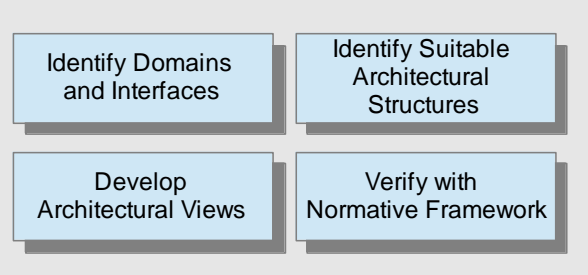 Identify Domains
and Interfaces
Identify Suitable
Architectural
Structures
Develop
Architectural Views
Verify with
Normative Framework